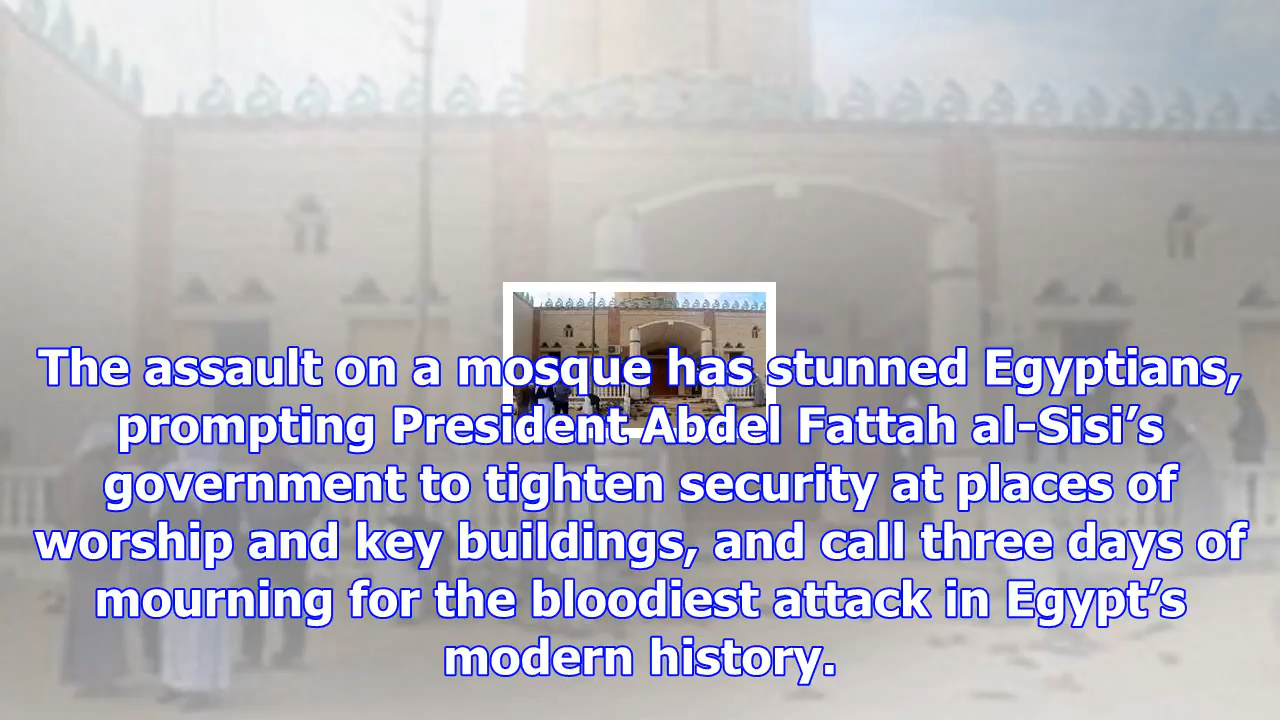 The assault on a mosque has stunned Egyptians,
prompting President Abdel Fattah al-Sisi’s
government to tighten security at places of
worship and key buildings, and call three days of
mourning for the bloodiest attack in Egypt’s
modern history.